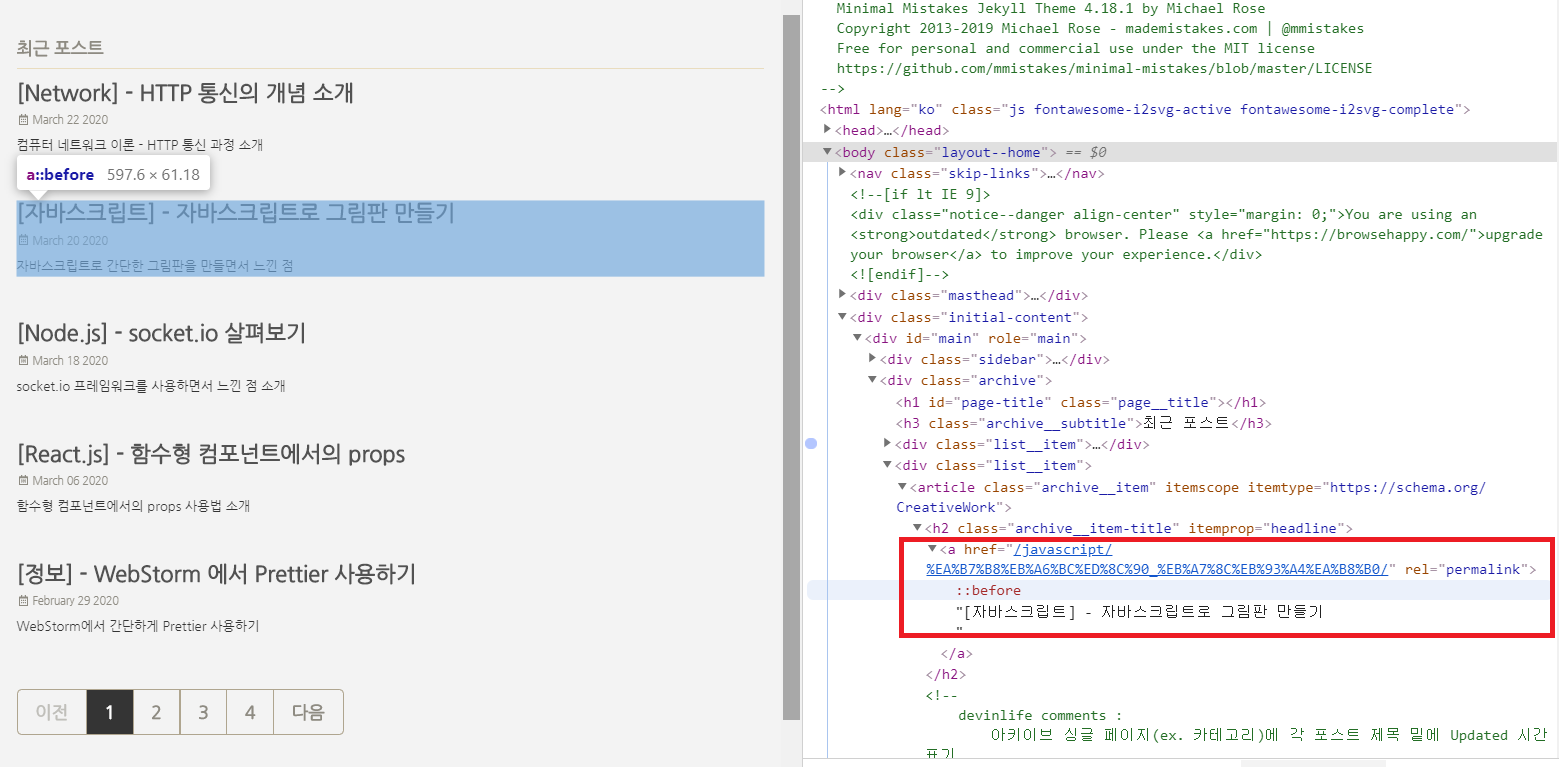 최근 포스트
[Network] - HTTP 통신의 개념 소개
March 22 2020
컴퓨터 네트워크 이론 - HTTP 통신 과정 소개
a::before 597.6 × 61.18
[자바스크립트] - 자바스크립트로 그림판 만들기
March 20 2020
자바스크립트로 간단한 그림판을 만들면서 느낀 점
[Node.js] - socket.io 살펴보기
March 18 2020
socket.io 프레임워크를 사용하면서 느낀 점 소개
[React.js] - 함수형 컴포넌트에서의 props
March 06 2020
함수형 컴포넌트에서의 props 사용법 소개
[정보] - WebStorm 에서 Prettier 사용하기
February 29 2020
WebStorm에서 간단하게 Prettier 사용하기
이전 1 2 3 4 다음
Minimal Mistakes Jekyll Theme 4.18.1 by Michael Rose
Copyright 2013-2019 Michael Rose - mademistakes.com | @mmistakes
Free for personal and commercial use under the MIT license
https://github.com/mmistakes/minimal-mistakes/blob/master/LICENSE
-->
<html lang="ko" class="js fontawesome-i2svg-active fontawesome-i2svg-complete">
<head>…</head>
<body class="layout--home"> == $0
<nav class="skip-links">…</nav>
<!--[if lt IE 9]>
<div class="notice--danger align-center" style="margin: 0;">You are using an
<strong>outdated</strong> browser. Please <a href="https://browsehappy.com/">upgrade
your browser</a> to improve your experience.</div>
<![endif]-->
<div class="masthead">…</div>
<div class="initial-content">
<div id="main" role="main">
<div class="sidebar">…</div>
<div class="archive">
<h1 id="page-title" class="page__title"></h1>
<h3 class="archive__subtitle">최근 포스트</h3>
<div class="list__item">…</div>
<div class="list__item">
<article class="archive__item" itemscope itemtype="https://schema.org/
CreativeWork">
<h2 class="archive__item-title" itemprop="headline">
<a href="/javascript/
%EA%B7%B8%EB%A6%BC%ED%8C%90_%EB%A7%8C%EB%93%A4%EA%B8%B0/" rel="permalink">
::before
"[자바스크립트] - 자바스크립트로 그림판 만들기
"
</a>
</h2>
<!--
devinlife comments :
아카이브 싱글 페이지(ex. 카테고리)에 각 포스트 제목 밑에 Updated 시간
표기